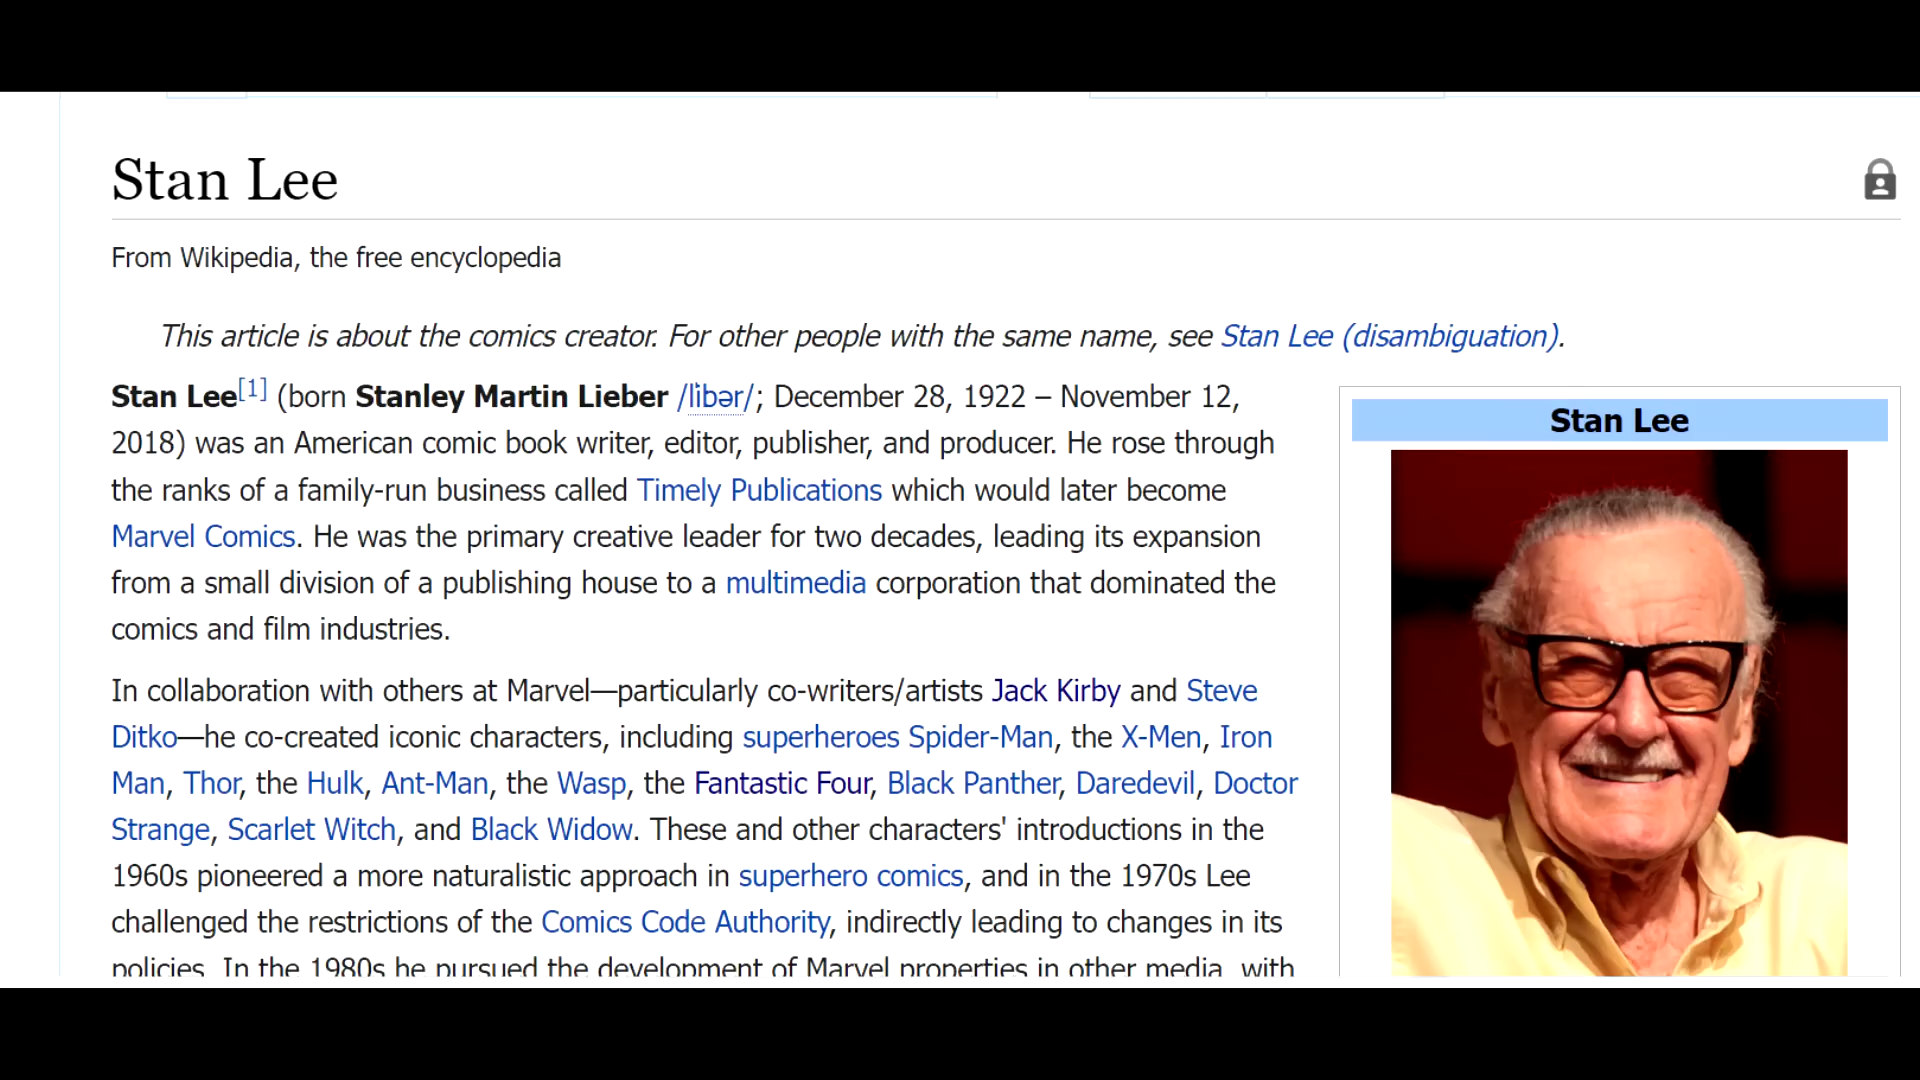 Stan Lee
From Wikipedia, the free encyclopedia
This article is about the comics creator. For other people with the same name, see Stan Lee (disambiguation).
Stan Lee[1] (born Stanley Martin Lieber /ˈliːbər/; December 28, 1922 – November 12,
2018) was an American comic book writer, editor, publisher, and producer. He rose through
the ranks of a family-run business called Timely Publications which would later become
Marvel Comics. He was the primary creative leader for two decades, leading its expansion
from a small division of a publishing house to a multimedia corporation that dominated the
comics and film industries.
In collaboration with others at Marvel—particularly co-writers/artists Jack Kirby and Steve
Ditko—he co-created iconic characters, including superheroes Spider-Man, the X-Men, Iron
Man, Thor, the Hulk, Ant-Man, the Wasp, the Fantastic Four, Black Panther, Daredevil, Doctor
Strange, Scarlet Witch, and Black Widow. These and other characters' introductions in the
1960s pioneered a more naturalistic approach in superhero comics, and in the 1970s Lee
challenged the restrictions of the Comics Code Authority, indirectly leading to changes in its
policies. In the 1980s he pursued the development of Marvel properties in other media, with
Stan Lee